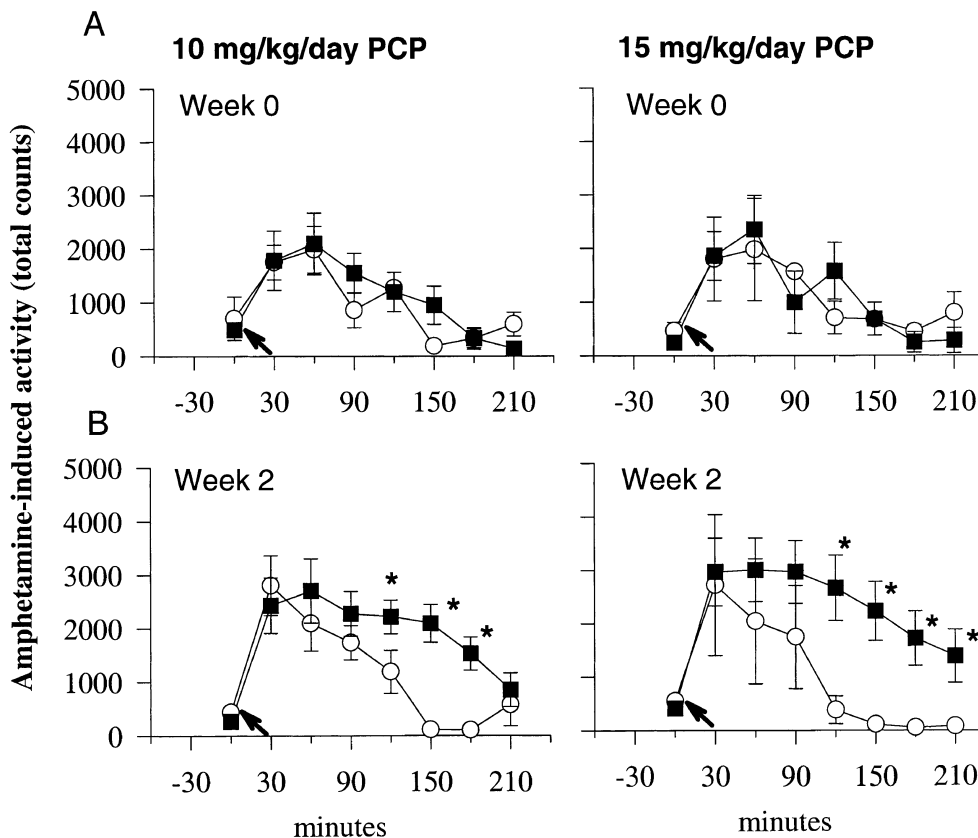 A
10 mg/kg/day PCP
15 mg/kg/day PCP
Amphetamine-induced activity (total counts)
5000
4000
3000
2000
1000
0
Week 0
Week 0
-30 30 90 150 210
-30 30 90 150 210
B
5000
4000
3000
2000
1000
0
Week 2
* * *
Week 2
* * * *
-30 30 90 150 210
-30 30 90 150 210
minutes
minutes